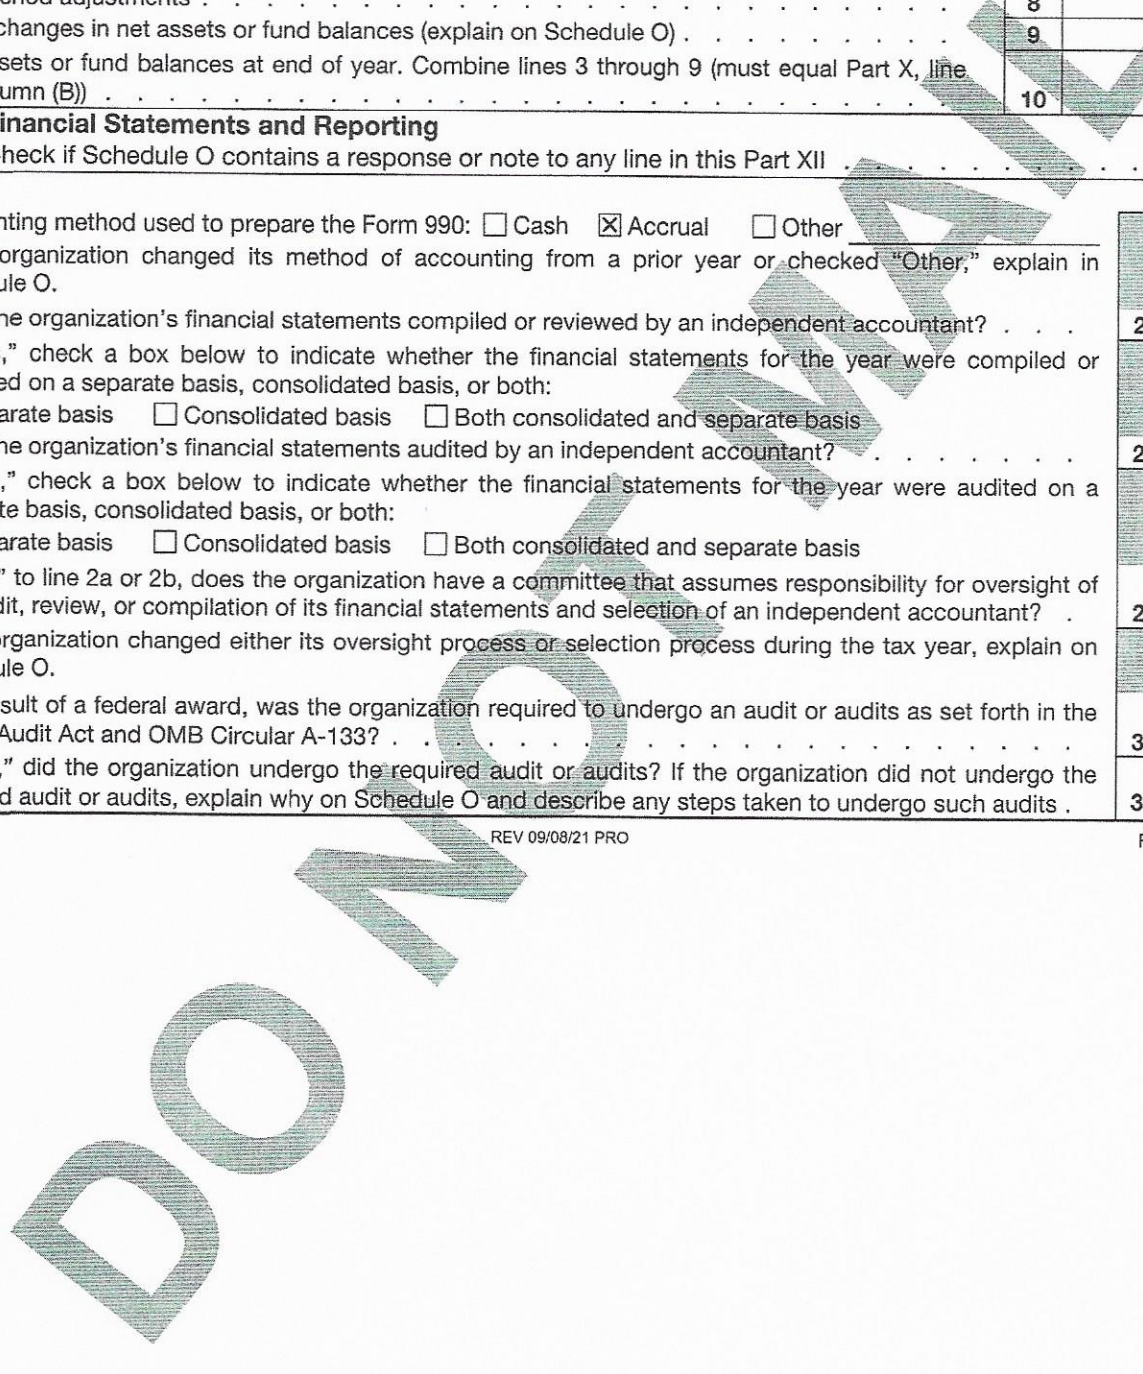 changes in net assets or fund balances (explain on Schedule O) . . . . . . . . . 9
sets or fund balances at end of year. Combine lines 3 through 9 (must equal Part X, line
umn (B)) . . . . . . . . . . . . . . . . . . . . . . . . 10
inancial Statements and Reporting
heck if Schedule O contains a response or note to any line in this Part XII . . . . . . . .
nting method used to prepare the Form 990: ☐ Cash ☒ Accrual ☐ Other
organization changed its method of accounting from a prior year or checked “Other,” explain in
ule O.
he organization’s financial statements compiled or reviewed by an independent accountant? . . . 2
,” check a box below to indicate whether the financial statements for the year were compiled or
ed on a separate basis, consolidated basis, or both:
arate basis ☐ Consolidated basis ☐ Both consolidated and separate basis
he organization’s financial statements audited by an independent accountant? . . . . . . . 2
,” check a box below to indicate whether the financial statements for the year were audited on a
te basis, consolidated basis, or both:
arate basis ☐ Consolidated basis ☐ Both consolidated and separate basis
” to line 2a or 2b, does the organization have a committee that assumes responsibility for oversight of
dit, review, or compilation of its financial statements and selection of an independent accountant? . 2
organization changed either its oversight process or selection process during the tax year, explain on
ule O.
sult of a federal award, was the organization required to undergo an audit or audits as set forth in the
Audit Act and OMB Circular A-133? . . . . . . . . . . . . . . . . . . . 3
,” did the organization undergo the required audit or audits? If the organization did not undergo the
d audit or audits, explain why on Schedule O and describe any steps taken to undergo such audits . 3
REV 09/08/21 PRO
DO NOT MAIL